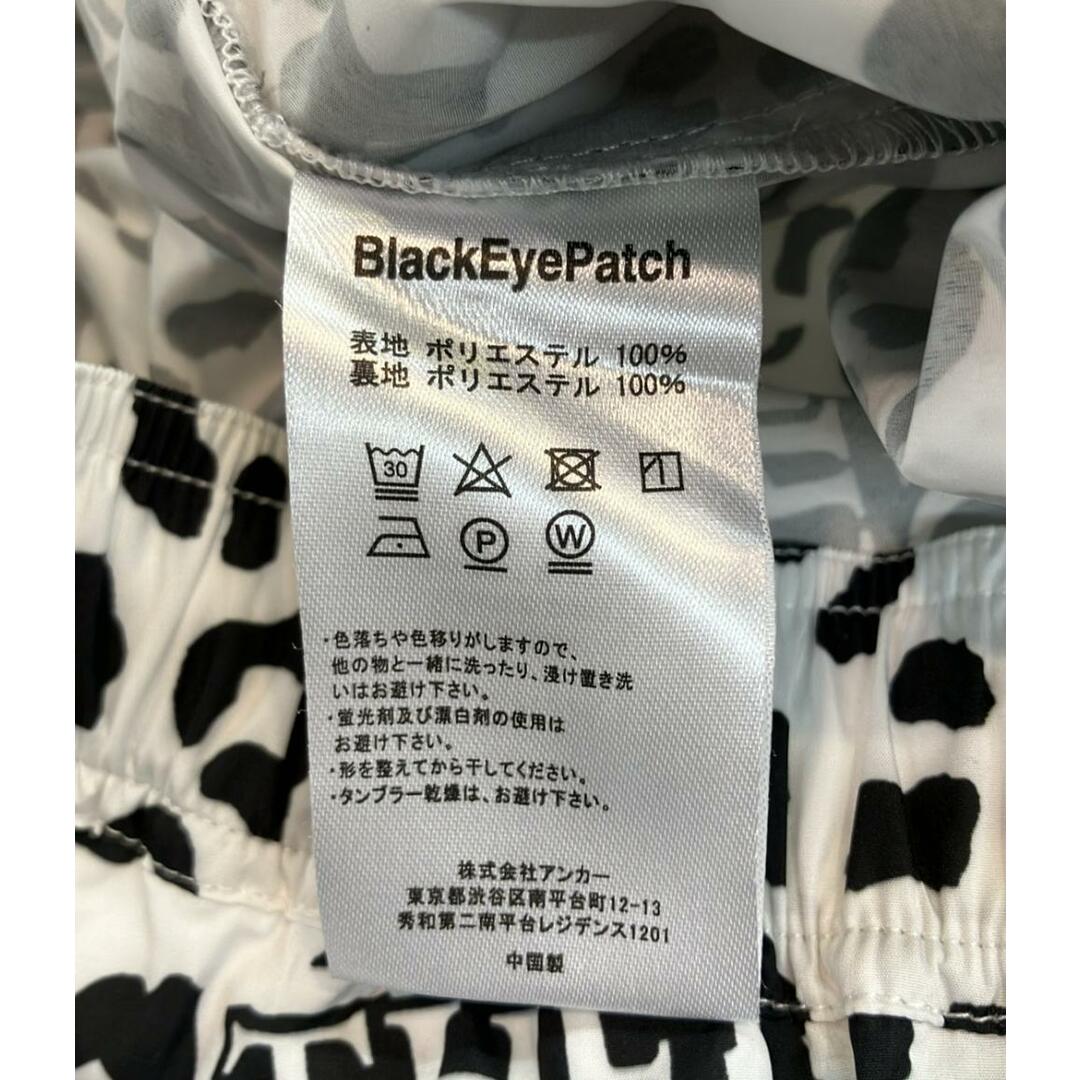 BlackEyePatch
表地 ポリエステル 100%
裏地 ポリエステル 100%
30
1
P
W
・色落ちや色移りがしますので、
他の物と一緒に洗ったり、浸け置き洗
いはお避け下さい。
・蛍光剤及び漂白剤の使用は
お避け下さい。
・形を整えてから干してください。
・タンブラー乾燥は、お避け下さい。
株式会社アンカー
東京都渋谷区南平台町12-13
秀和第二南平台レジデンス1201
中国製